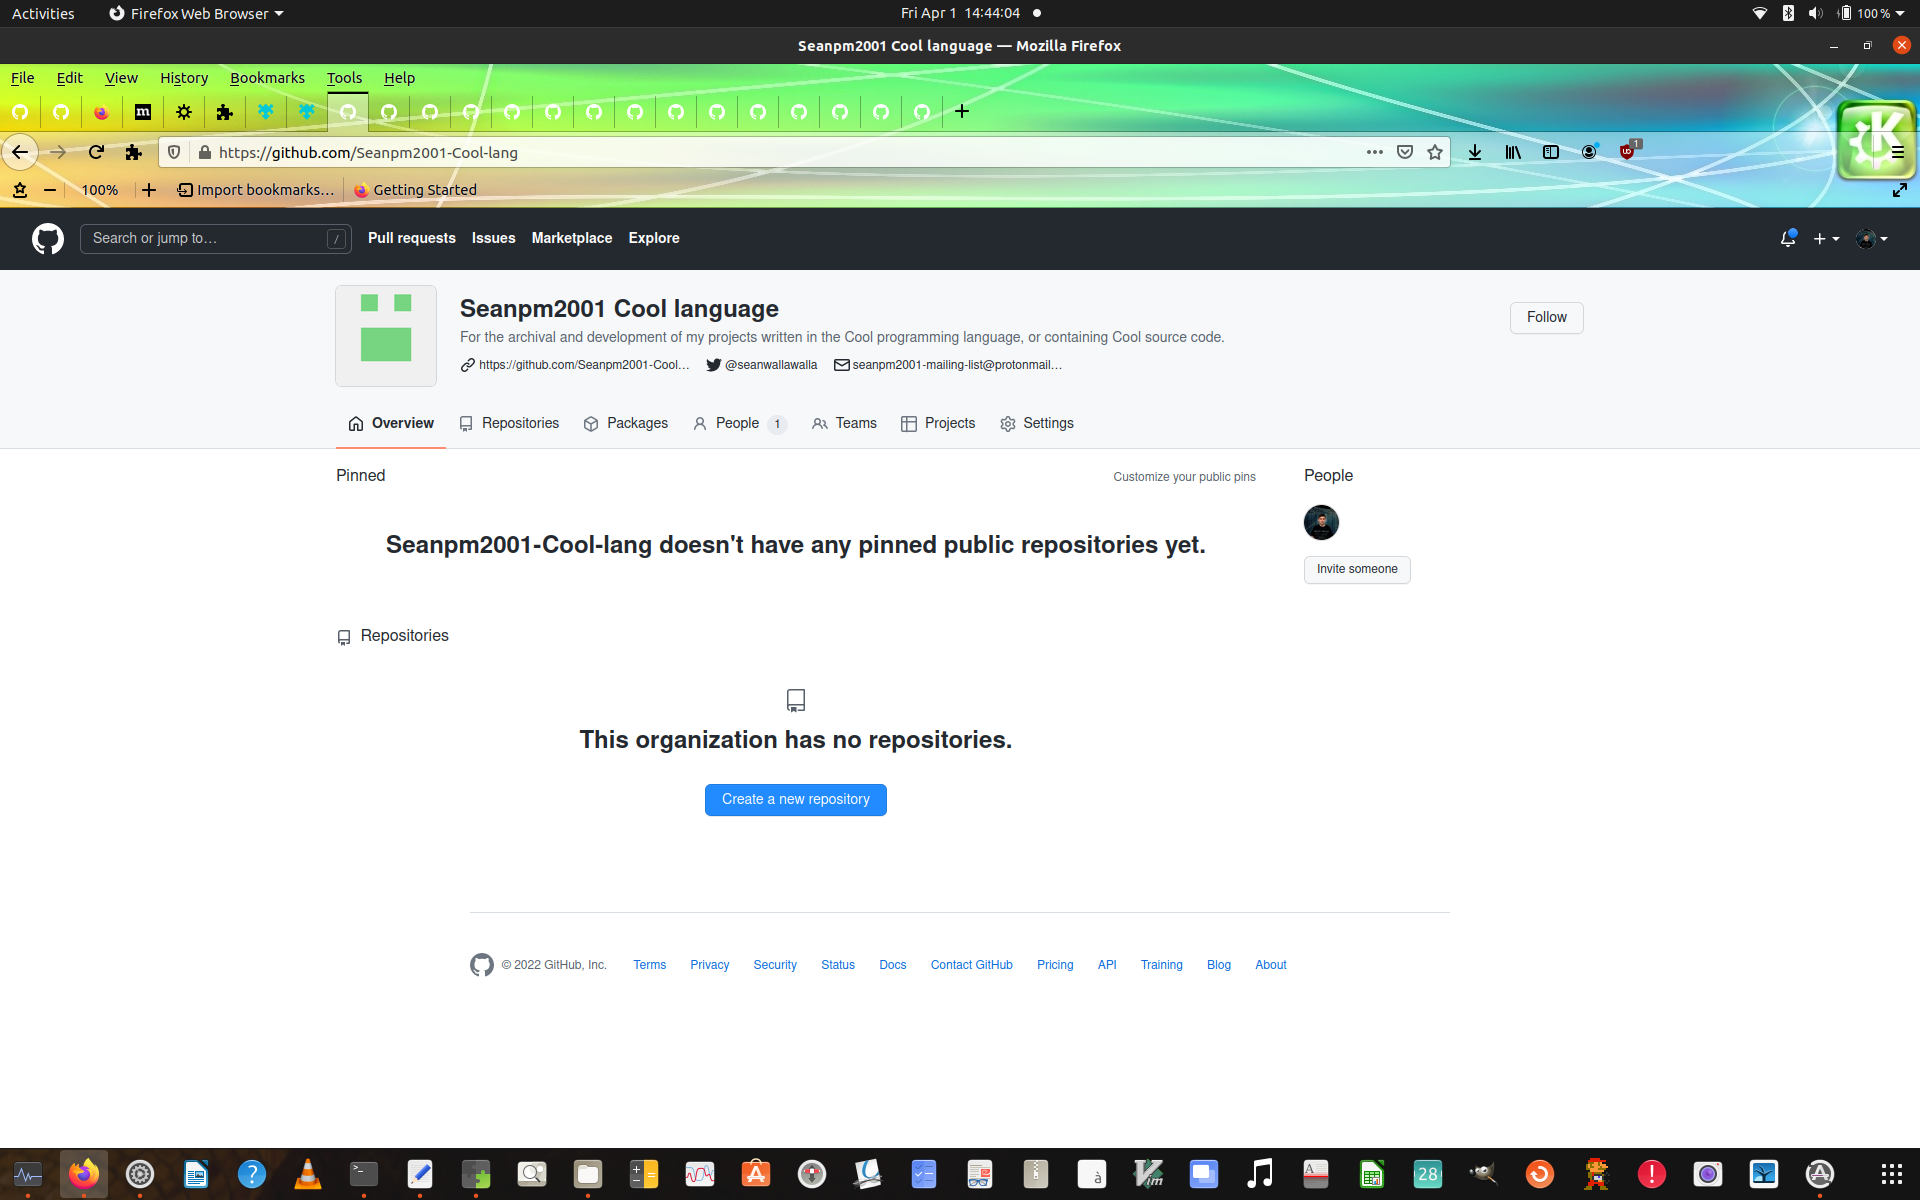 Activities Firefox Web Browser Fri Apr 1 14:44:04 100 %
Seanpm2001 Cool language — Mozilla Firefox
File Edit View History Bookmarks Tools Help
https://github.com/Seanpm2001-Cool-lang 1
100% Import bookmarks… Getting Started
Search or jump to… / Pull requests Issues Marketplace Explore
Seanpm2001 Cool language
Follow
For the archival and development of my projects written in the Cool programming language, or containing Cool source code.
https://github.com/Seanpm2001-Cool… @seanwallawalla seanpm2001-mailing-list@protonmail…
Overview Repositories Packages People 1 Teams Projects Settings
Pinned Customize your public pins People
Seanpm2001-Cool-lang doesn't have any pinned public repositories yet.
Invite someone
Repositories
This organization has no repositories.
Create a new repository
© 2022 GitHub, Inc. Terms Privacy Security Status Docs Contact GitHub Pricing API Training Blog About
28